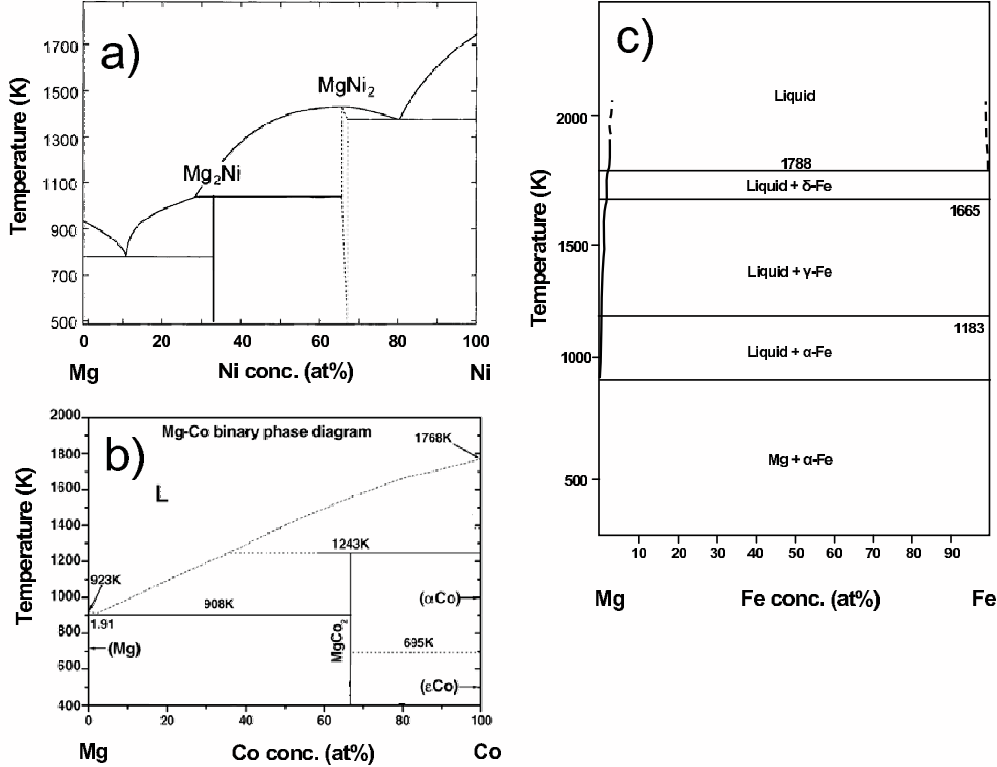 a)
MgNi2
Mg2Ni
Temperature (K)
1700
1500
1300
1100
900
700
500
0 20 40 60 80 100
Mg Ni conc. (at%) Ni
b)
Mg-Co binary phase diagram
1768K
L
1243K
923K
908K
1.91
(Mg)
MgCo2
(αCo)
695K
(εCo)
Temperature (K)
2000
1800
1600
1400
1200
1000
900
800
600
400
0 20 40 60 80 100
Mg Co conc. (at%) Co
c)
Liquid
1788
Liquid + δ-Fe
1665
Liquid + γ-Fe
1183
Liquid + α-Fe
Mg + α-Fe
Temperature (K)
2000
1500
1000
500
10 20 30 40 50 60 70 80 90
Mg Fe conc. (at%) Fe